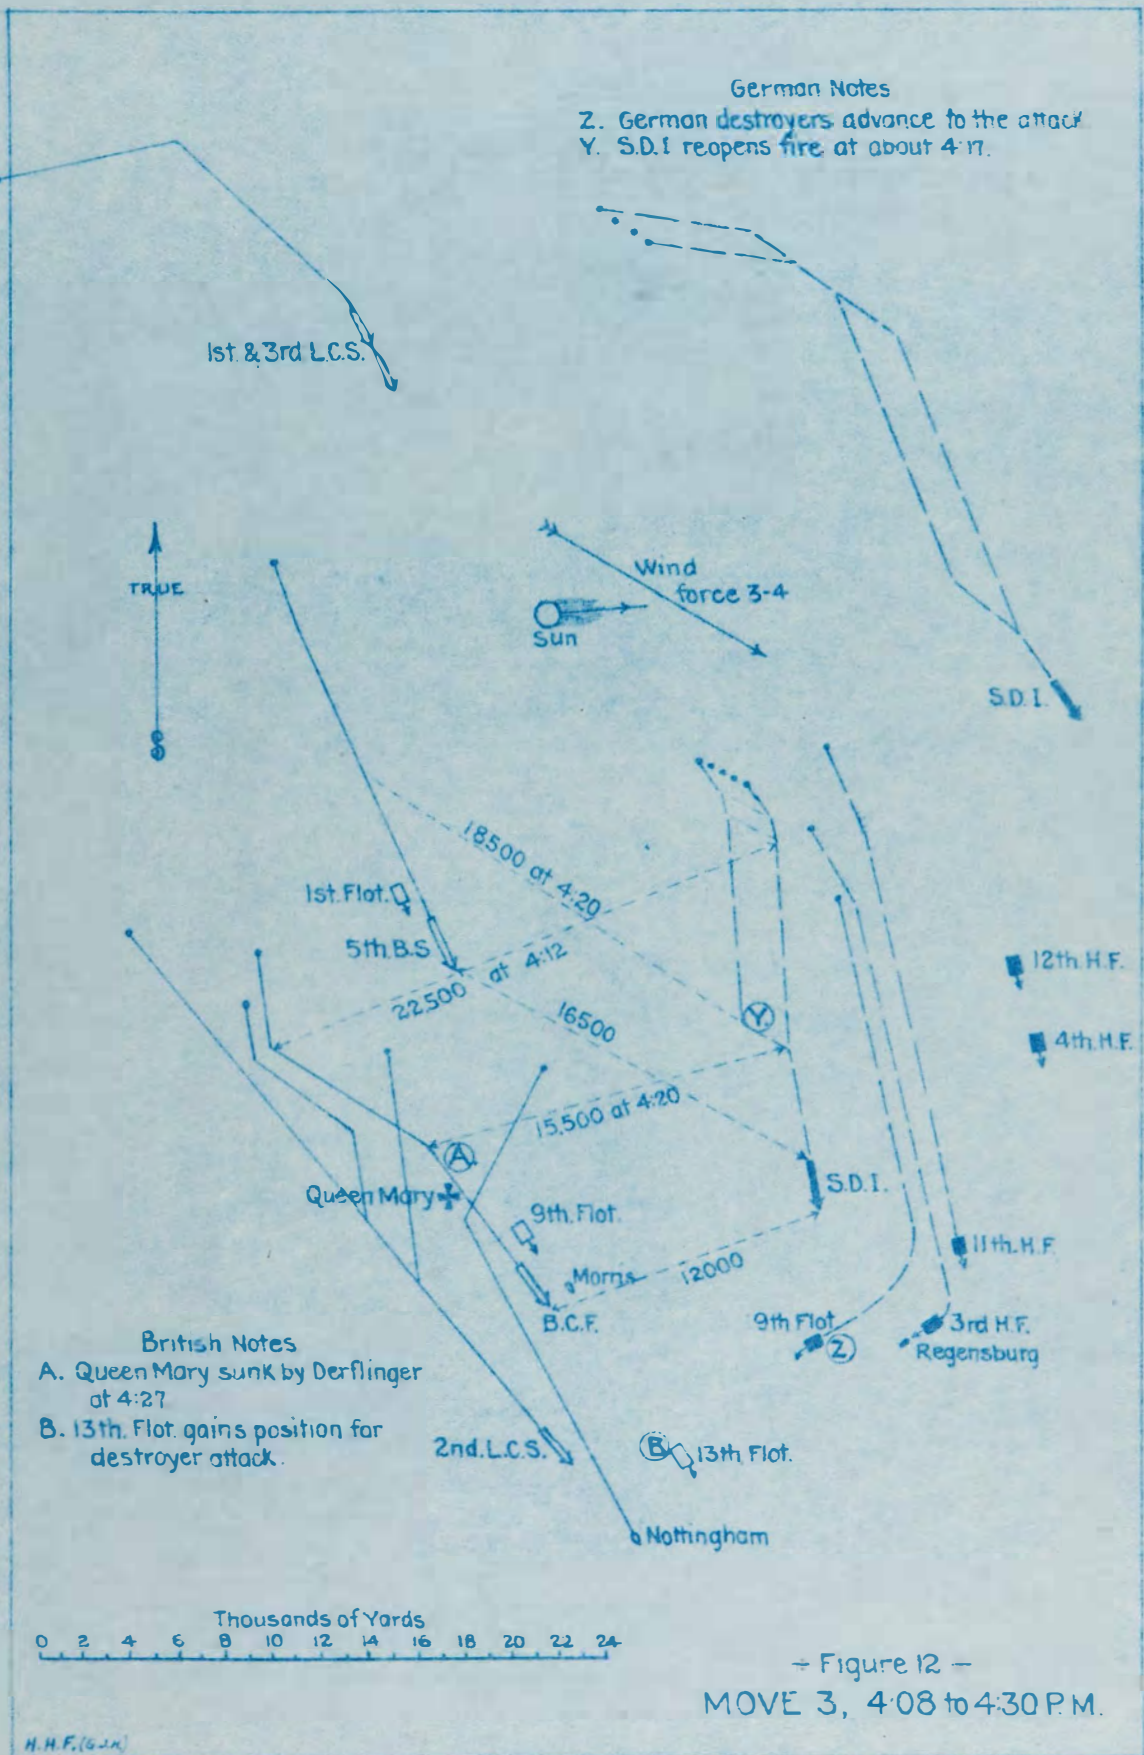 German Notes
Z. German destroyers advance to the attack
Y. S.D.I reopens fire at about 4:17.
1st. & 3rd L.C.S.
TRUE
Wind
force 3-4
Sun
S.D.I.
18500 at 4:20
1st. Flot.
5th. B.S.
22,500 at 4:12
16500
Y.
12th. H.F.
4th. H.F.
15,500 at 4:20
A.
Queen Mary
S.D.I.
9th. Flot.
Morris
12000
11th. H.F.
B.C.F.
9th Flot.
Z
3rd H.F.
Regensburg
British Notes
A. Queen Mary sunk by Derflinger
at 4:27
B. 13th. Flot. gains position for
destroyer attack.
2nd. L.C.S.
B
13th. Flot.
Nottingham
Thousands of Yards
0 2 4 6 8 10 12 14 16 18 20 22 24
- Figure 12 -
MOVE 3, 4:08 to 4:30 P.M.
H.H.F.